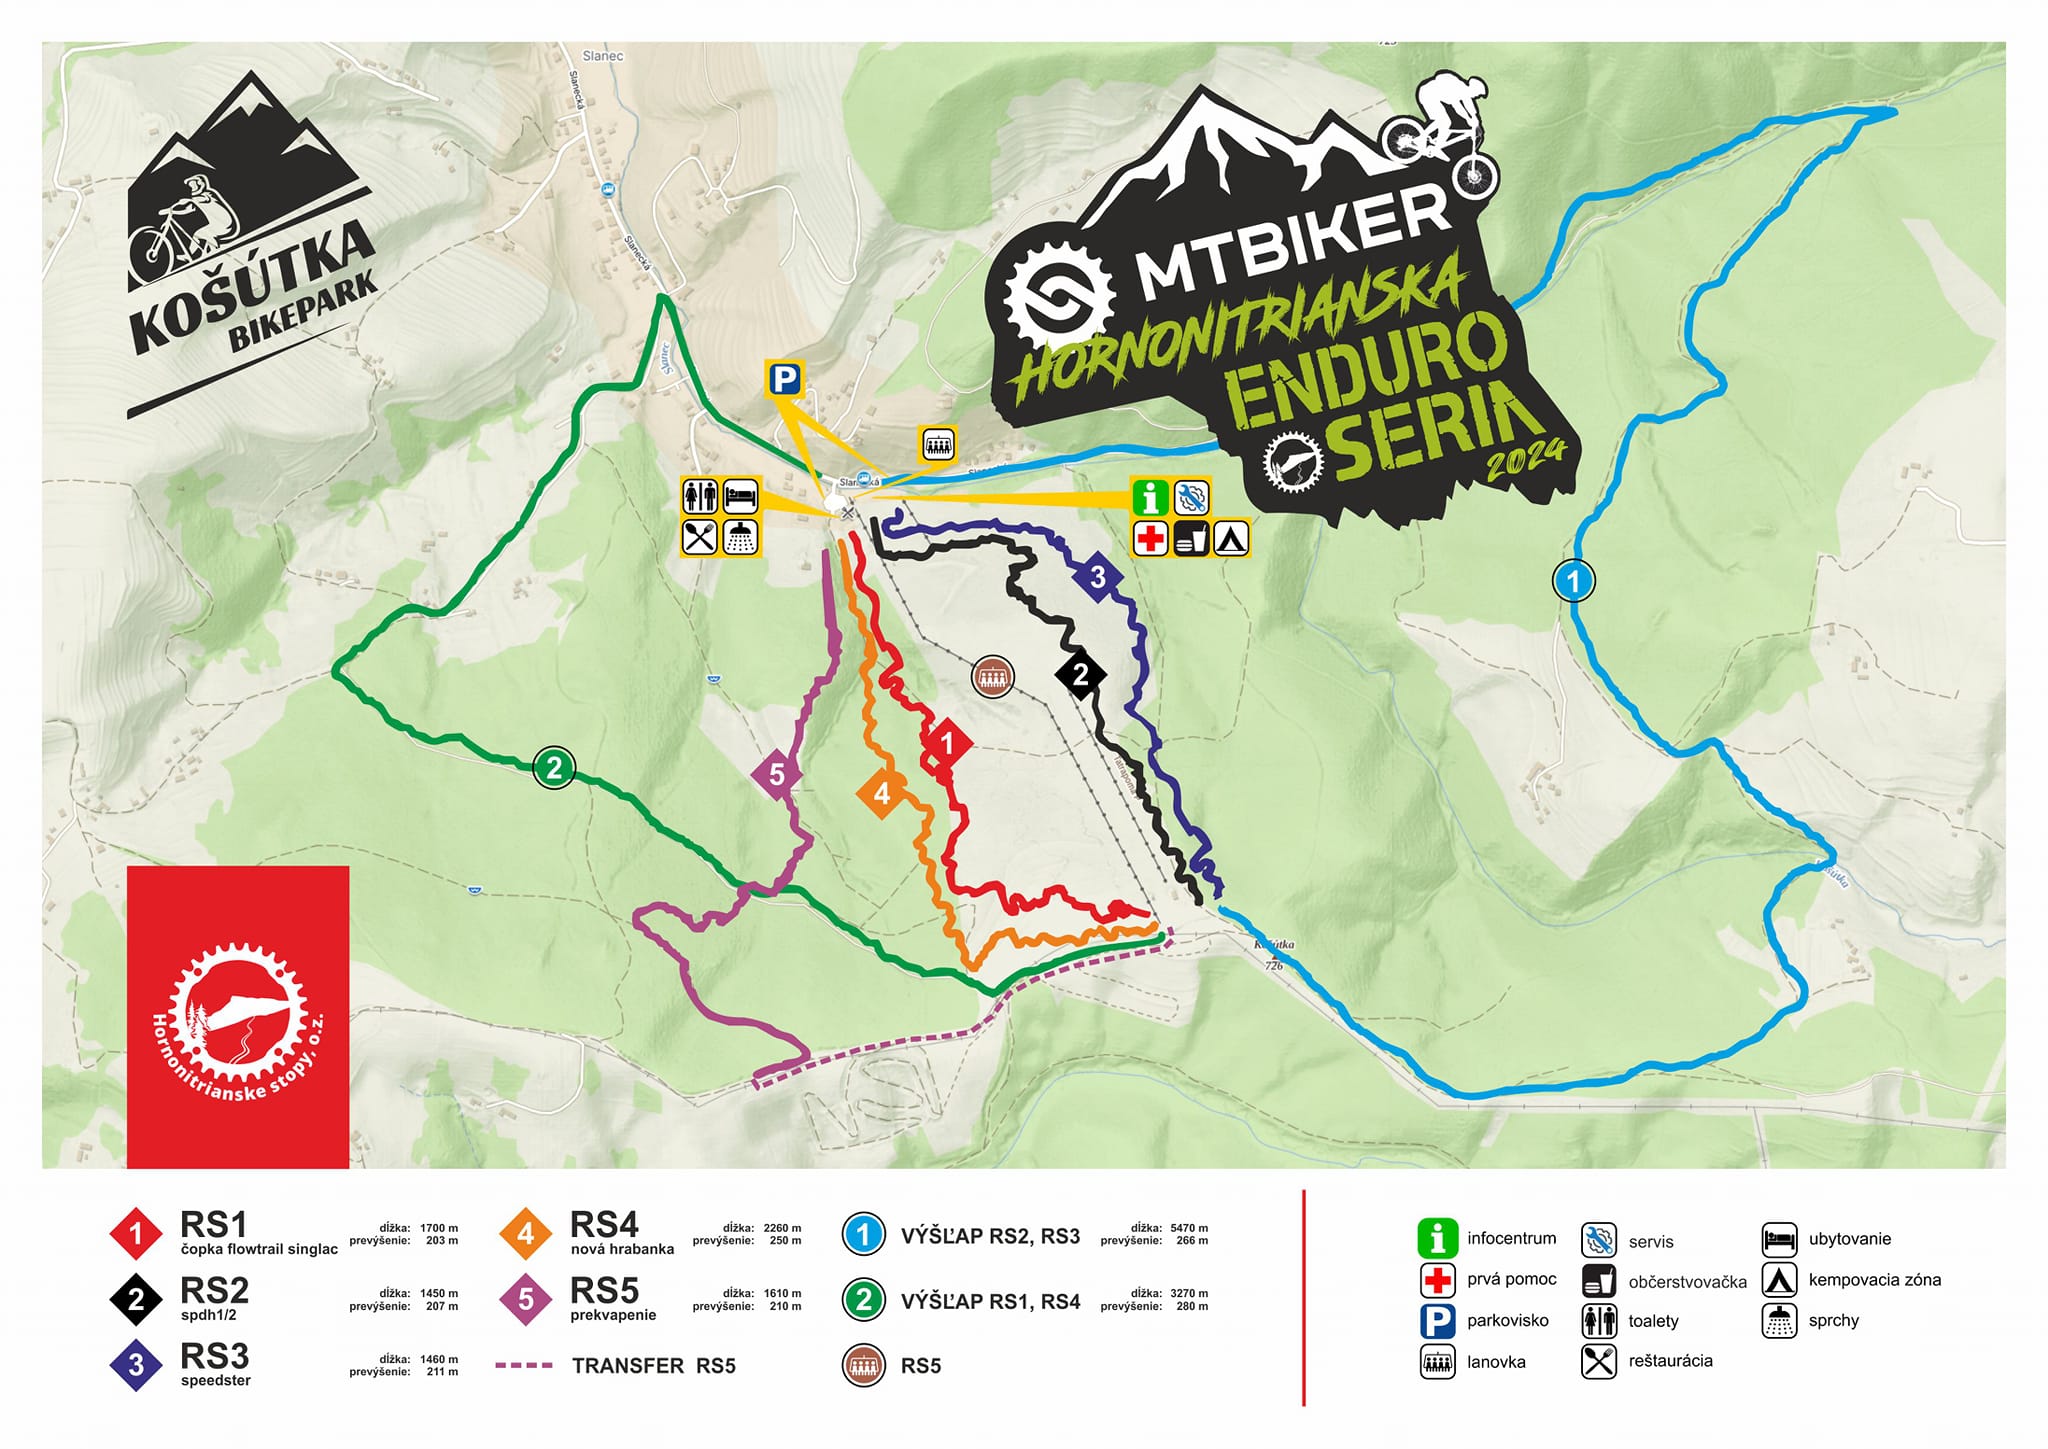 Slanec
Slanecká
Slanecká
Slanec
KOŠÚTKA
BIKEPARK
MTBIKER
HORNONITRIANSKA
ENDURO
SERIA
2024
P
Slanecká
i
1
2
3
4
5
1
2
Tatrapoma
Košútka
726
Košútka
Hornonitrianske stopy, o.z.
1 RS1 dĺžka: 1700 m
čopka flowtrail singlac prevýšenie: 203 m
2 RS2 dĺžka: 1450 m
spdh1/2 prevýšenie: 207 m
3 RS3 dĺžka: 1460 m
speedster prevýšenie: 211 m
4 RS4 dĺžka: 2260 m
nová hrabanka prevýšenie: 250 m
5 RS5 dĺžka: 1610 m
prekvapenie prevýšenie: 210 m
TRANSFER RS5
1 VÝŠĽAP RS2, RS3 dĺžka: 5470 m
prevýšenie: 266 m
2 VÝŠĽAP RS1, RS4 dĺžka: 3270 m
prevýšenie: 280 m
RS5
i infocentrum
prvá pomoc
P parkovisko
lanovka
servis
občerstvovačka
toalety
reštaurácia
ubytovanie
kempovacia zóna
sprchy